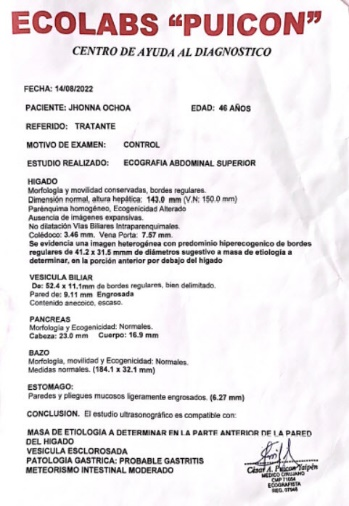 ECOLABS “PUICON”
CENTRO DE AYUDA AL DIAGNOSTICO
FECHA: 14/08/2022
PACIENTE: JHONNA OCHOA EDAD: 46 AÑOS
REFERIDO: TRATANTE
MOTIVO DE EXAMEN: CONTROL
ESTUDIO REALIZADO: ECOGRAFIA ABDOMINAL SUPERIOR
HIGADO
Morfología y movilidad conservadas, bordes regulares.
Dimensión normal, altura hepática: 143.0 mm (V.N: 150.0 mm)
Parénquima homogéneo, Ecogenicidad Alterado
Ausencia de imágenes expansivas.
No dilatación Vías Biliares Intraparenquimales.
Colédoco: 3.46 mm. Vena Porta: 7.57 mm.
Se evidencia una imagen heterogénea con predominio hiperecogenico de bordes
regulares de 41.2 x 31.5 mmm de diámetros sugestivo a masa de etiología a
determinar, en la porción anterior por debajo del hígado
VESICULA BILIAR
De: 52.4 x 11.1mm de bordes regulares, bien delimitado.
Pared de: 9.11 mm Engrosada
Contenido anecoico, escaso.
PANCREAS
Morfología y Ecogenicidad: Normales.
Cabeza: 23.0 mm Cuerpo: 16.9 mm
BAZO
Morfología, movilidad y Ecogenicidad: Normales.
Medidas normales. (184.1 x 32.1 mm)
ESTOMAGO:
Paredes y pliegues mucosos ligeramente engrosados. (6.27 mm)
CONCLUSION. El estudio ultrasonográfico es compatible con:
MASA DE ETIOLOGIA A DETERMINAR EN LA PARTE ANTERIOR DE LA PARED
DEL HIGADO
VESICULA ESCLOROSADA
PATOLOGIA GASTRICA: PROBABLE GASTRITIS
METEORISMO INTESTINAL MODERADO
César A. Puicon Yaipén
MEDICO CIRUJANO
CMP 71654
ECOGRAFISTA